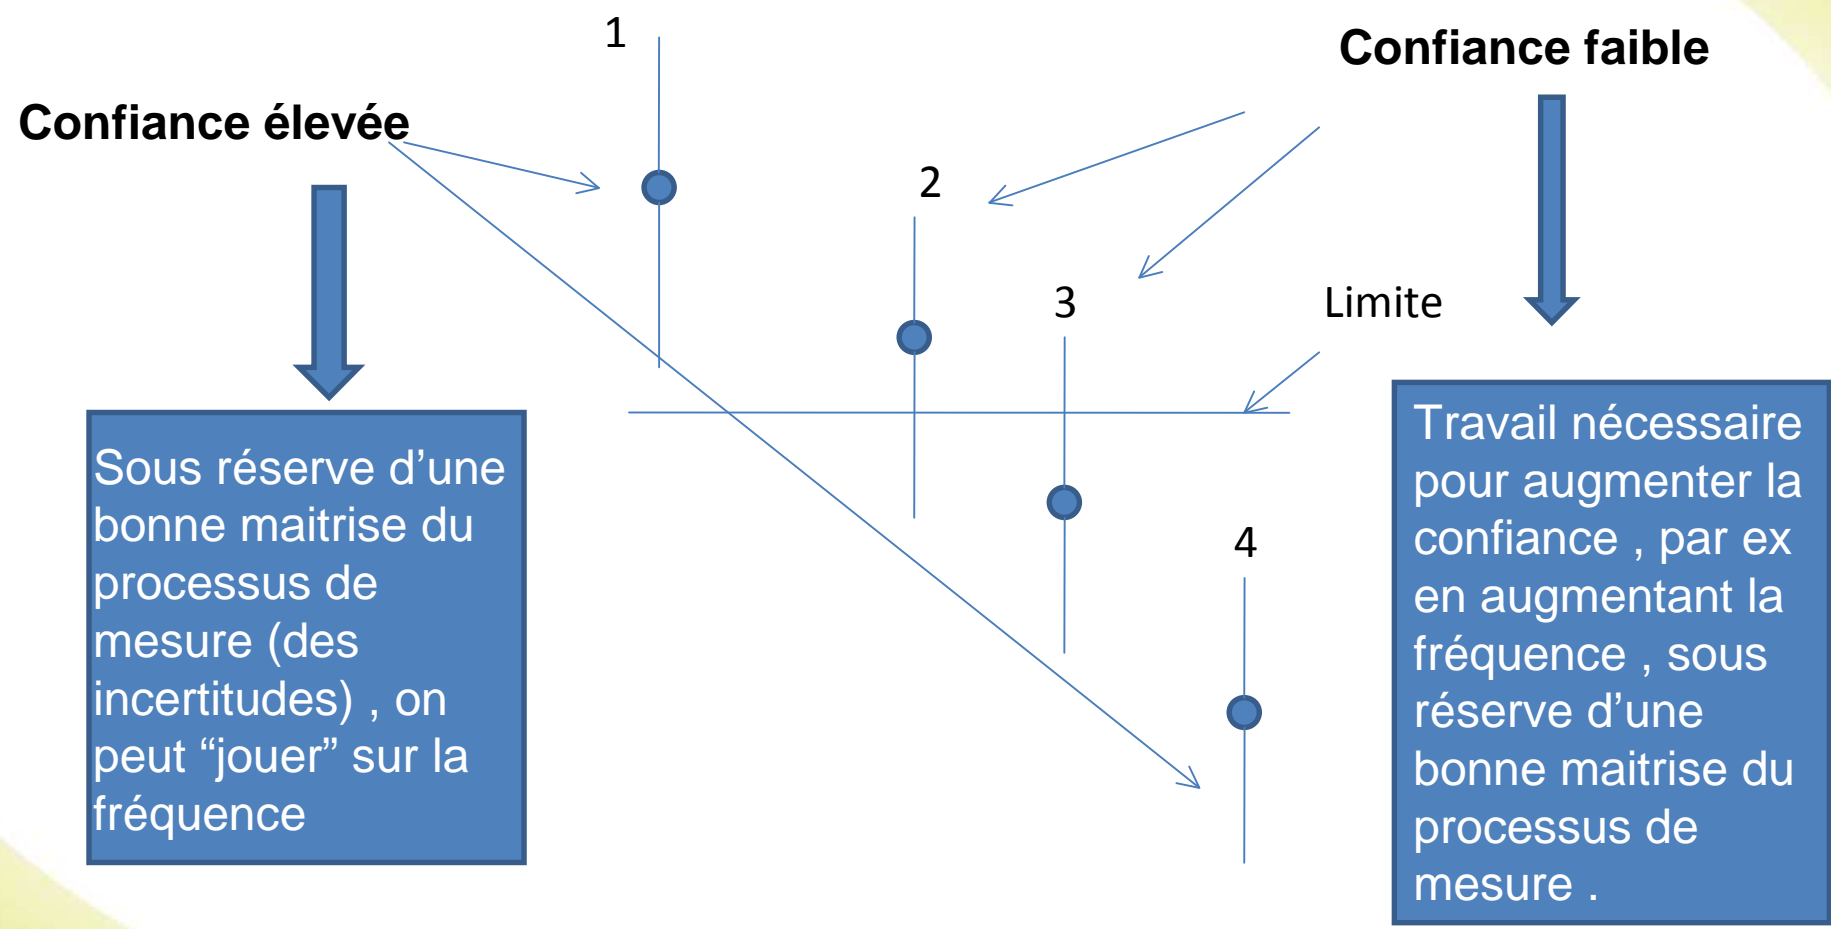 1
Confiance faible
Confiance élevée
2
3
Limite
4
Sous réserve d’une
bonne maitrise du
processus de
mesure (des
incertitudes) , on
peut “jouer” sur la
fréquence
Travail nécessaire
pour augmenter la
confiance , par ex
en augmentant la
fréquence , sous
réserve d’une
bonne maitrise du
processus de
mesure .